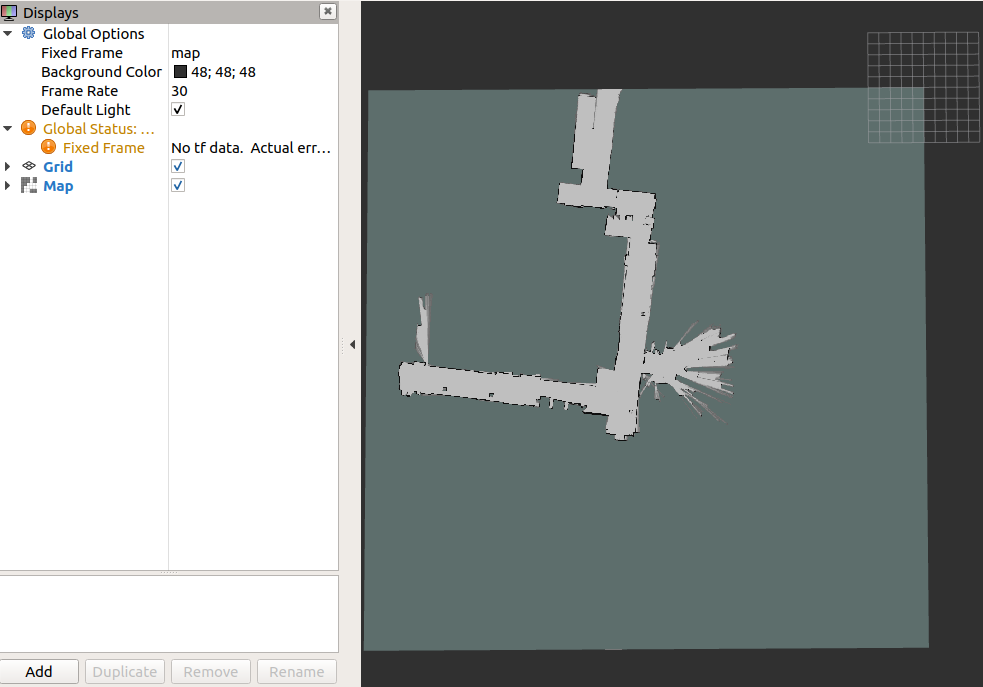 Displays
Global Options
Fixed Frame map
Background Color 48; 48; 48
Frame Rate 30
Default Light
Global Status: ...
Fixed Frame No tf data. Actual err...
Grid
Map
Add Duplicate Remove Rename